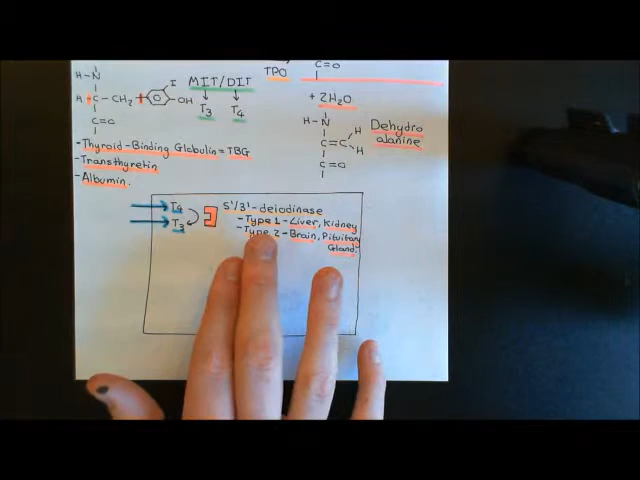 C=O
TPO
H-N
I
MIT/DIT
H C-CH2 O OH
T3 T4
C=O
+ 2H2O
H-N
H
C=C
H
C=O
Dehydro
alanine
-Thyroid-Binding Globulin = TBG
-Transthyretin
-Albumin.
T4
T3
5'/3'-deiodinase
-Type 1 - Liver, Kidney
-Type 2 - Brain, Pituitary
Gland.